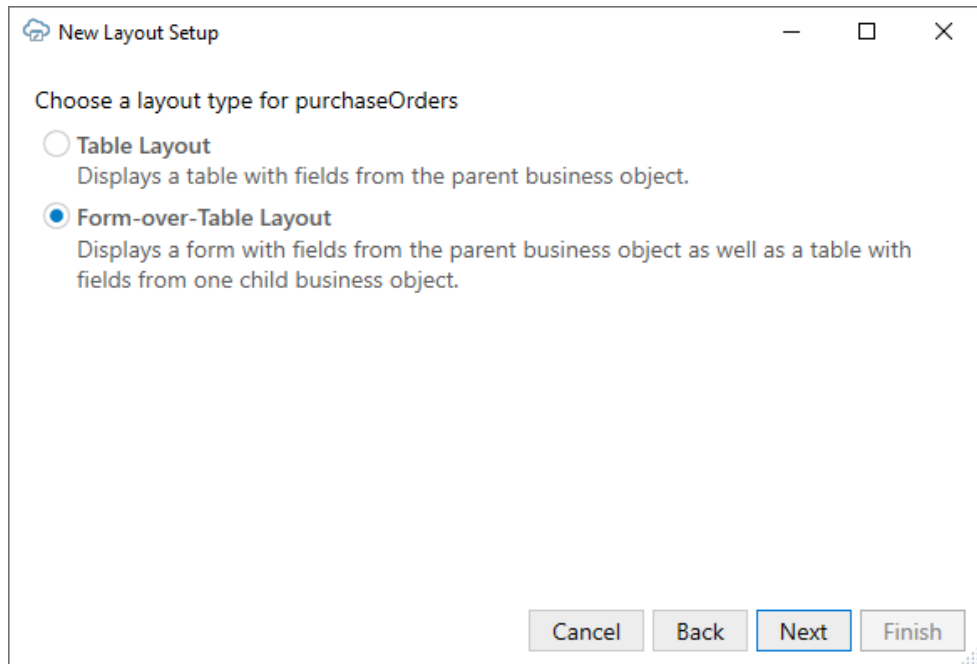 New Layout Setup
Choose a layout type for purchaseOrders
Table Layout
Displays a table with fields from the parent business object.
Form-over-Table Layout
Displays a form with fields from the parent business object as well as a table with
fields from one child business object.
Cancel Back Next Finish